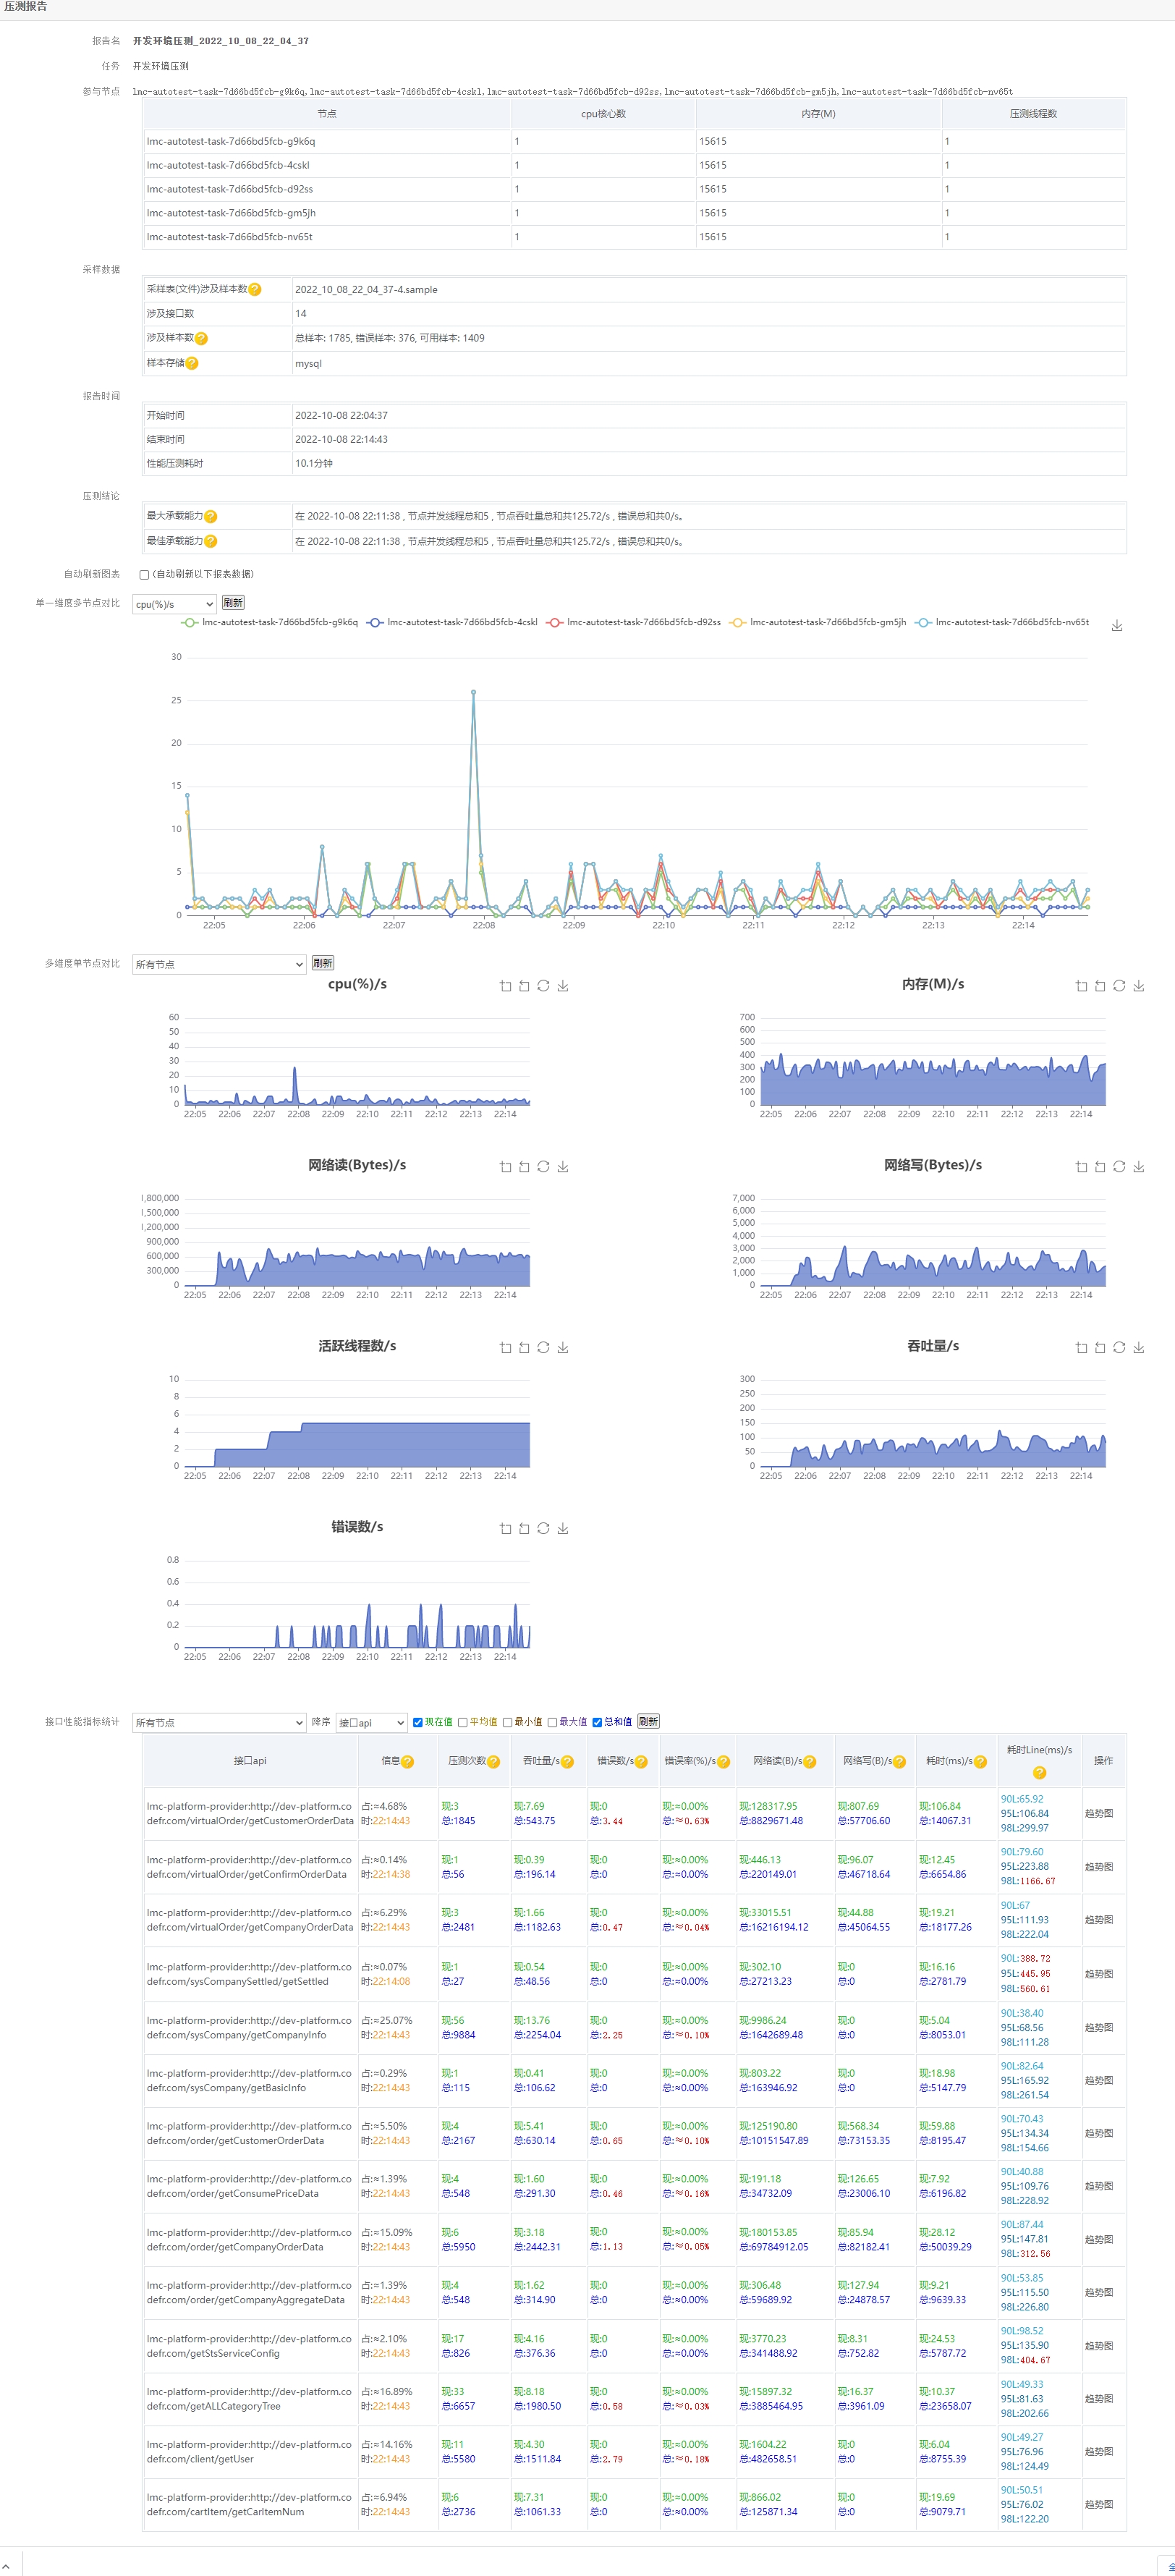 压测报告
报告名 开发环境压测_2022_10_08_22_04_37
任务 开发环境压测
参与节点 lmc-autotest-task-7d66bd5fcb-g9k6q,lmc-autotest-task-7d66bd5fcb-4cskl,lmc-autotest-task-7d66bd5fcb-d92ss,lmc-autotest-task-7d66bd5fcb-gm5jh,lmc-autotest-task-7d66bd5fcb-nv65t
节点 cpu核心数 内存(M) 压测线程数
lmc-autotest-task-7d66bd5fcb-g9k6q 1 15615 1
lmc-autotest-task-7d66bd5fcb-4cskl 1 15615 1
lmc-autotest-task-7d66bd5fcb-d92ss 1 15615 1
lmc-autotest-task-7d66bd5fcb-gm5jh 1 15615 1
lmc-autotest-task-7d66bd5fcb-nv65t 1 15615 1
采样数据
采样表(文件)涉及样本数 2022_10_08_22_04_37-4.sample
涉及接口数 14
涉及样本数 总样本: 1785, 错误样本: 376, 可用样本: 1409
样本存储 mysql
报告时间
开始时间 2022-10-08 22:04:37
结束时间 2022-10-08 22:14:43
性能压测耗时 10.1分钟
压测结论
最大承载能力 在 2022-10-08 22:11:38 , 节点并发线程总和5 , 节点吞吐量总和共125.72/s , 错误总和共0/s。
最佳承载能力 在 2022-10-08 22:11:38 , 节点并发线程总和5 , 节点吞吐量总和共125.72/s , 错误总和共0/s。
自动刷新图表 (自动刷新以下报表数据)
单一维度多节点对比 cpu(%)/s 刷新
lmc-autotest-task-7d66bd5fcb-g9k6q lmc-autotest-task-7d66bd5fcb-4cskl lmc-autotest-task-7d66bd5fcb-d92ss lmc-autotest-task-7d66bd5fcb-gm5jh lmc-autotest-task-7d66bd5fcb-nv65t
30
25
20
15
10
5
0
22:05 22:06 22:07 22:08 22:09 22:10 22:11 22:12 22:13 22:14
多维度单节点对比 所有节点 刷新
cpu(%)/s
60
50
40
30
20
10
0
22:05 22:06 22:07 22:08 22:09 22:10 22:11 22:12 22:13 22:14
内存(M)/s
700
600
500
400
300
200
100
0
22:05 22:06 22:07 22:08 22:09 22:10 22:11 22:12 22:13 22:14
网络读(Bytes)/s
1,800,000
1,500,000
1,200,000
900,000
600,000
300,000
0
22:05 22:06 22:07 22:08 22:09 22:10 22:11 22:12 22:13 22:14
网络写(Bytes)/s
7,000
6,000
5,000
4,000
3,000
2,000
1,000
0
22:05 22:06 22:07 22:08 22:09 22:10 22:11 22:12 22:13 22:14
活跃线程数/s
10
8
6
4
2
0
22:05 22:06 22:07 22:08 22:09 22:10 22:11 22:12 22:13 22:14
吞吐量/s
300
250
200
150
100
50
0
22:05 22:06 22:07 22:08 22:09 22:10 22:11 22:12 22:13 22:14
错误数/s
0.8
0.6
0.4
0.2
0
22:05 22:06 22:07 22:08 22:09 22:10 22:11 22:12 22:13 22:14
接口性能指标统计 所有节点 降序 接口api 现在值 平均值 最小值 最大值 总和值 刷新
接口api 信息 压测次数 吞吐量/s 错误数/s 错误率(%)/s 网络读(B)/s 网络写(B)/s 耗时(ms)/s 耗时Line(ms)/s 操作
90L:65.92
lmc-platform-provider:http://dev-platform.co 占:≈4.68% 现:3 现:7.69 现:0 现:≈0.00% 现:128317.95 现:807.69 现:106.84 95L:106.84 趋势图
defr.com/virtualOrder/getCustomerOrderData 时:22:14:43 总:1845 总:543.75 总:3.44 总:≈0.63% 总:8829671.48 总:57706.60 总:14067.31 98L:299.97
90L:79.60
lmc-platform-provider:http://dev-platform.co 占:≈0.14% 现:1 现:0.39 现:0 现:≈0.00% 现:446.13 现:96.07 现:12.45 95L:223.88 趋势图
defr.com/virtualOrder/getConfirmOrderData 时:22:14:38 总:56 总:196.14 总:0 总:≈0.00% 总:220149.01 总:46718.64 总:6654.86 98L:1166.67
90L:67
lmc-platform-provider:http://dev-platform.co 占:≈6.29% 现:3 现:1.66 现:0 现:≈0.00% 现:33015.51 现:44.88 现:19.21 95L:111.93 趋势图
defr.com/virtualOrder/getCompanyOrderData 时:22:14:43 总:2481 总:1182.63 总:0.47 总:≈0.04% 总:16216194.12 总:45064.55 总:18177.26 98L:222.04
90L:388.72
lmc-platform-provider:http://dev-platform.co 占:≈0.07% 现:1 现:0.54 现:0 现:≈0.00% 现:302.10 现:0 现:16.16 95L:445.95 趋势图
defr.com/sysCompanySettled/getSettled 时:22:14:08 总:27 总:48.56 总:0 总:≈0.00% 总:27213.23 总:0 总:2781.79 98L:560.61
90L:38.40
lmc-platform-provider:http://dev-platform.co 占:≈25.07% 现:56 现:13.76 现:0 现:≈0.00% 现:9986.24 现:0 现:5.04 95L:68.56 趋势图
defr.com/sysCompany/getCompanyInfo 时:22:14:43 总:9884 总:2254.04 总:2.25 总:≈0.10% 总:1642689.48 总:0 总:8053.01 98L:111.28
90L:82.64
lmc-platform-provider:http://dev-platform.co 占:≈0.29% 现:1 现:0.41 现:0 现:≈0.00% 现:803.22 现:0 现:18.98 95L:165.92 趋势图
defr.com/sysCompany/getBasicInfo 时:22:14:43 总:115 总:106.62 总:0 总:≈0.00% 总:163946.92 总:0 总:5147.79 98L:261.54
90L:70.43
lmc-platform-provider:http://dev-platform.co 占:≈5.50% 现:4 现:5.41 现:0 现:≈0.00% 现:125190.80 现:568.34 现:59.88 95L:134.34 趋势图
defr.com/order/getCustomerOrderData 时:22:14:43 总:2167 总:630.14 总:0.65 总:≈0.10% 总:10151547.89 总:73153.35 总:8195.47 98L:154.66
90L:40.88
lmc-platform-provider:http://dev-platform.co 占:≈1.39% 现:4 现:1.60 现:0 现:≈0.00% 现:191.18 现:126.65 现:7.92 95L:109.76 趋势图
defr.com/order/getConsumePriceData 时:22:14:43 总:548 总:291.30 总:0.46 总:≈0.16% 总:34732.09 总:23006.10 总:6196.82 98L:228.92
90L:87.44
lmc-platform-provider:http://dev-platform.co 占:≈15.09% 现:6 现:3.18 现:0 现:≈0.00% 现:180153.85 现:85.94 现:28.12 95L:147.81 趋势图
defr.com/order/getCompanyOrderData 时:22:14:43 总:5950 总:2442.31 总:1.13 总:≈0.05% 总:69784912.05 总:82182.41 总:50039.29 98L:312.56
90L:53.85
lmc-platform-provider:http://dev-platform.co 占:≈1.39% 现:4 现:1.62 现:0 现:≈0.00% 现:306.48 现:127.94 现:9.21 95L:115.50 趋势图
defr.com/order/getCompanyAggregateData 时:22:14:43 总:548 总:314.90 总:0 总:≈0.00% 总:59689.92 总:24878.57 总:9639.33 98L:226.80
90L:98.52
lmc-platform-provider:http://dev-platform.co 占:≈2.10% 现:17 现:4.16 现:0 现:≈0.00% 现:3770.23 现:8.31 现:24.53 95L:135.90 趋势图
defr.com/getStsServiceConfig 时:22:14:43 总:826 总:376.36 总:0 总:≈0.00% 总:341488.92 总:752.82 总:5787.72 98L:404.67
90L:49.33
lmc-platform-provider:http://dev-platform.co 占:≈16.89% 现:33 现:8.18 现:0 现:≈0.00% 现:15897.32 现:16.37 现:10.37 95L:81.63 趋势图
defr.com/getALLCategoryTree 时:22:14:43 总:6657 总:1980.50 总:0.58 总:≈0.03% 总:3885464.95 总:3961.09 总:23658.07 98L:202.66
90L:49.27
lmc-platform-provider:http://dev-platform.co 占:≈14.16% 现:11 现:4.30 现:0 现:≈0.00% 现:1604.22 现:0 现:6.04 95L:76.96 趋势图
defr.com/client/getUser 时:22:14:43 总:5580 总:1511.84 总:2.79 总:≈0.18% 总:482658.51 总:0 总:8755.39 98L:124.49
90L:50.51
lmc-platform-provider:http://dev-platform.co 占:≈6.94% 现:6 现:7.31 现:0 现:≈0.00% 现:866.02 现:0 现:19.69 95L:76.02 趋势图
defr.com/cartItem/getCarItemNum 时:22:14:43 总:2736 总:1061.33 总:0 总:≈0.00% 总:125871.34 总:0 总:9079.71 98L:122.20